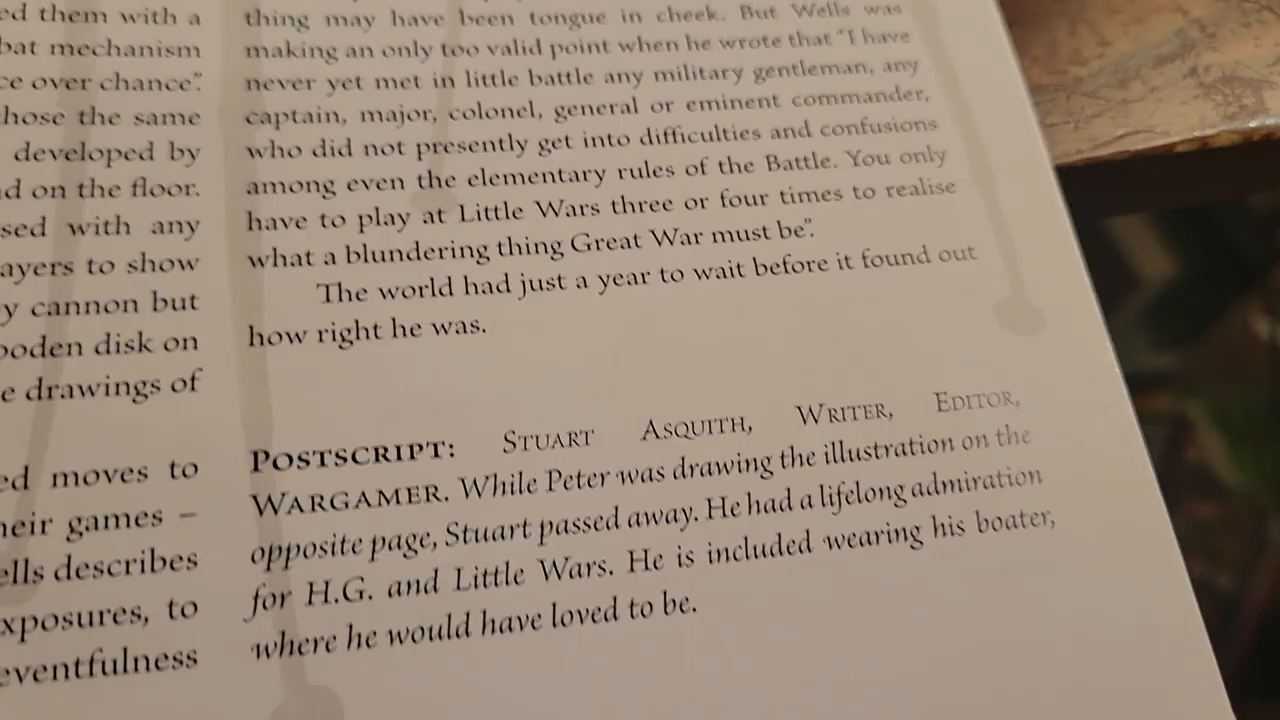 ed them with a
bat mechanism
ce over chance".
hose the same
developed by
d on the floor.
sed with any
ayers to show
y cannon but
ooden disk on
e drawings of
ed moves to
heir games –
ells describes
xposures, to
eventfulness
thing may have been tongue in cheek. But Wells was
making an only too valid point when he wrote that "I have
never yet met in little battle any military gentleman, any
captain, major, colonel, general or eminent commander,
who did not presently get into difficulties and confusions
among even the elementary rules of the Battle. You only
have to play at Little Wars three or four times to realise
what a blundering thing Great War must be".
The world had just a year to wait before it found out
how right he was.
POSTSCRIPT: STUART ASQUITH, WRITER, EDITOR,
WARGAMER. While Peter was drawing the illustration on the
opposite page, Stuart passed away. He had a lifelong admiration
for H.G. and Little Wars. He is included wearing his boater,
where he would have loved to be.